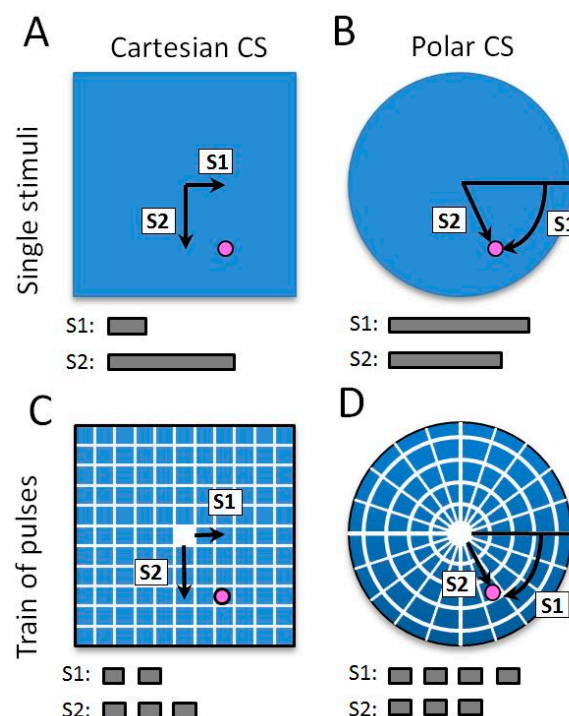 A
Cartesian CS
B
Polar CS
Single stimuli
S1
S2
S2
S1
S1:
S2:
S1:
S2:
C
D
Train of pulses
S1
S2
S2
S1
S1:
S2:
S1:
S2: